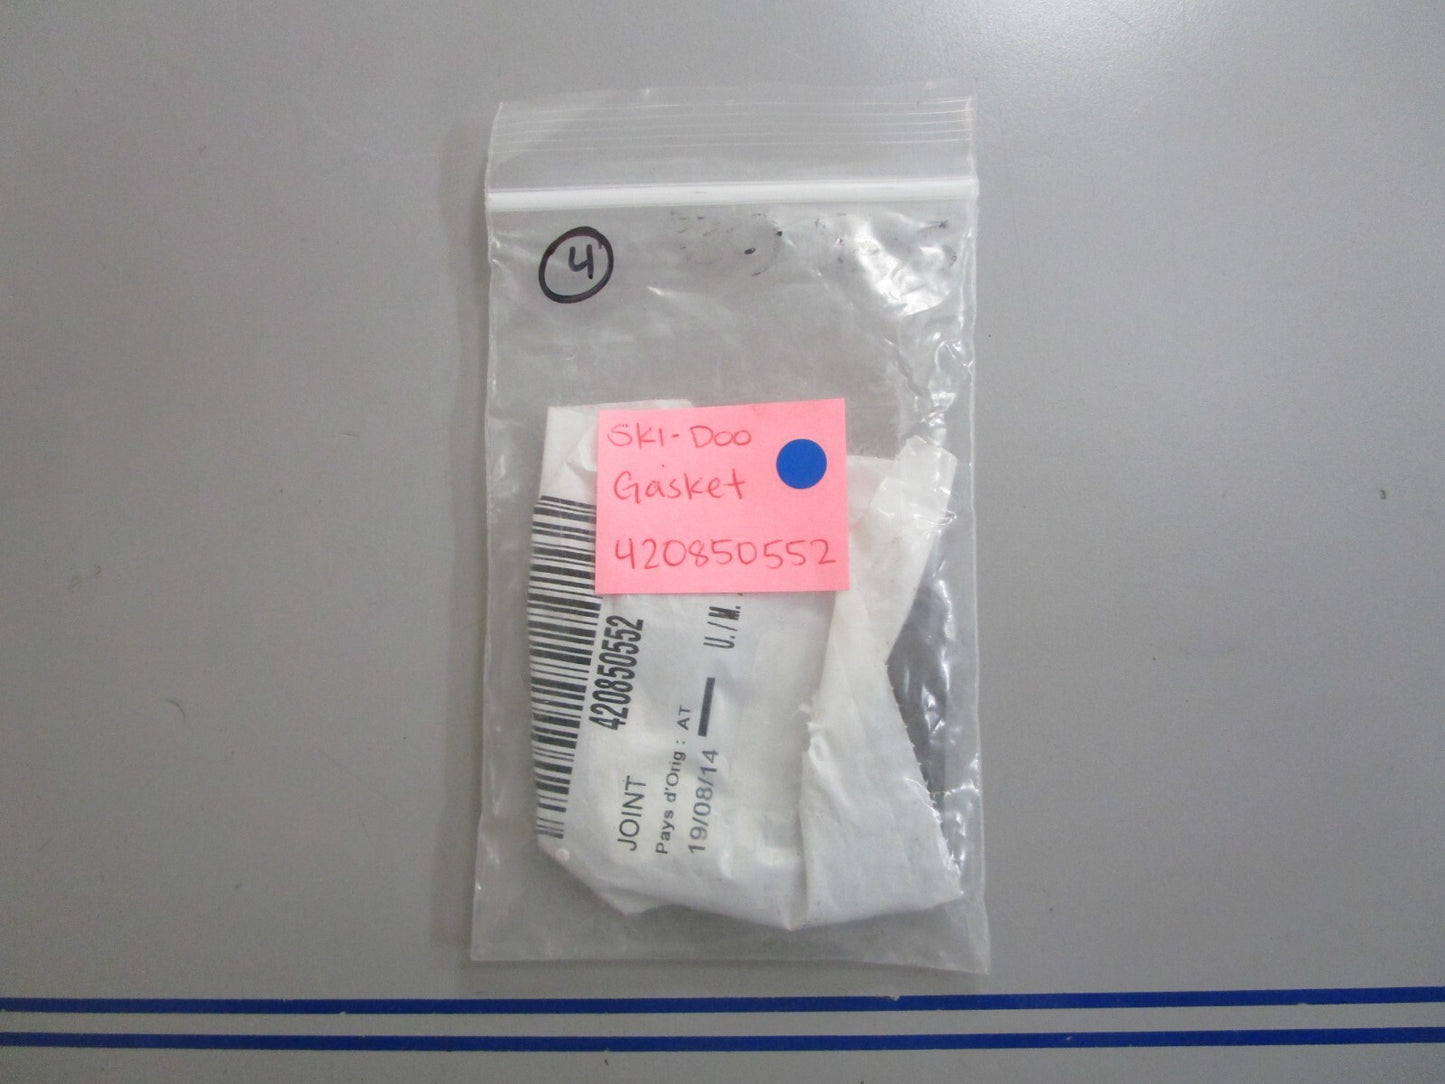 4
SKI-Doo
Gasket
420850552
420850552
JOINT
Pays d'Orig : AT
19/08/14
U./M.